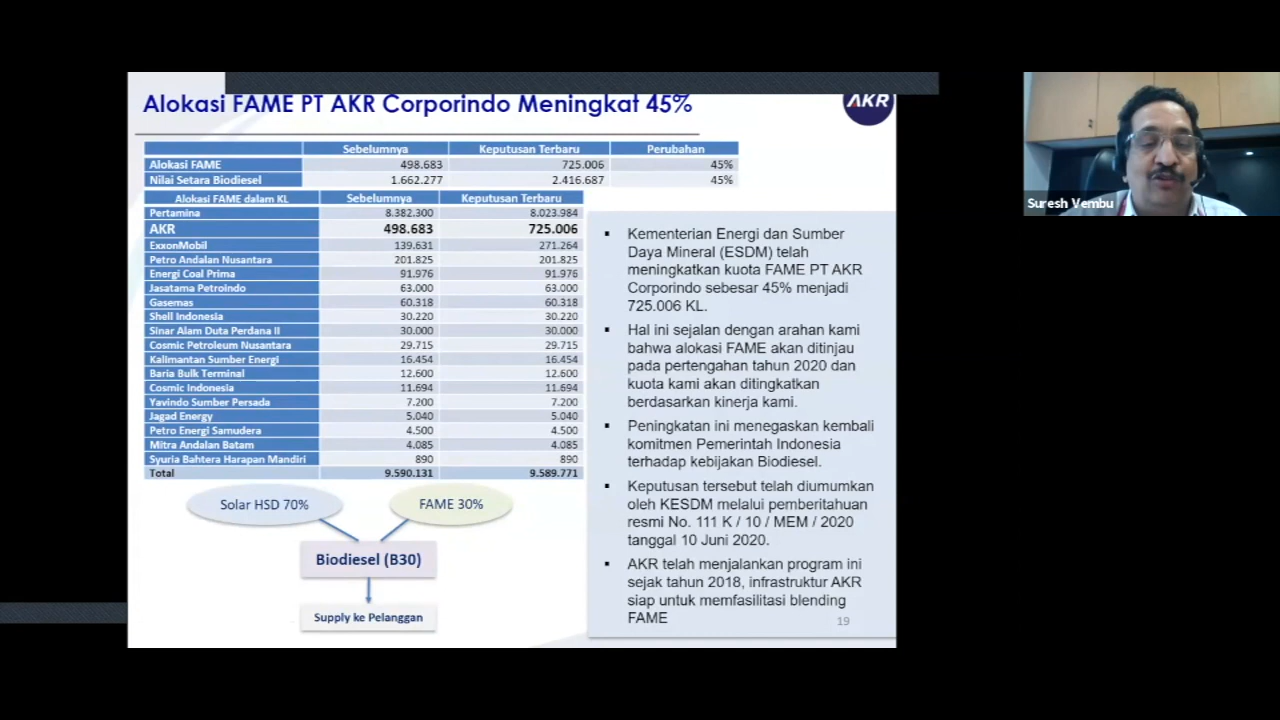 Alokasi FAME PT AKR Corporindo Meningkat 45%
AKR
Sebelumnya Keputusan Terbaru Perubahan
Alokasi FAME 498.683 725.006 45%
Nilai Setara Biodiesel 1.662.277 2.416.687 45%
Alokasi FAME dalam KL Sebelumnya Keputusan Terbaru
Pertamina 8.382.300 8.023.984
AKR 498.683 725.006
ExxonMobil 139.631 271.264
Petro Andalan Nusantara 201.825 201.825
Energi Coal Prima 91.976 91.976
Jasatama Petroindo 63.000 63.000
Gasemas 60.318 60.318
Shell Indonesia 30.220 30.220
Sinar Alam Duta Perdana II 30.000 30.000
Cosmic Petroleum Nusantara 29.715 29.715
Kalimantan Sumber Energi 16.454 16.454
Baria Bulk Terminal 12.600 12.600
Cosmic Indonesia 11.694 11.694
Yavindo Sumber Persada 7.200 7.200
Jagad Energy 5.040 5.040
Petro Energi Samudera 4.500 4.500
Mitra Andalan Batam 4.085 4.085
Syuria Bahtera Harapan Mandiri 890 890
Total 9.590.131 9.589.771
Solar HSD 70%
FAME 30%
Biodiesel (B30)
Supply ke Pelanggan
▪ Kementerian Energi dan Sumber
Daya Mineral (ESDM) telah
meningkatkan kuota FAME PT AKR
Corporindo sebesar 45% menjadi
725.006 KL.
▪ Hal ini sejalan dengan arahan kami
bahwa alokasi FAME akan ditinjau
pada pertengahan tahun 2020 dan
kuota kami akan ditingkatkan
berdasarkan kinerja kami.
▪ Peningkatan ini menegaskan kembali
komitmen Pemerintah Indonesia
terhadap kebijakan Biodiesel.
▪ Keputusan tersebut telah diumumkan
oleh KESDM melalui pemberitahuan
resmi No. 111 K / 10 / MEM / 2020
tanggal 10 Juni 2020.
▪ AKR telah menjalankan program ini
sejak tahun 2018, infrastruktur AKR
siap untuk memfasilitasi blending
FAME
19
Suresh Vembu